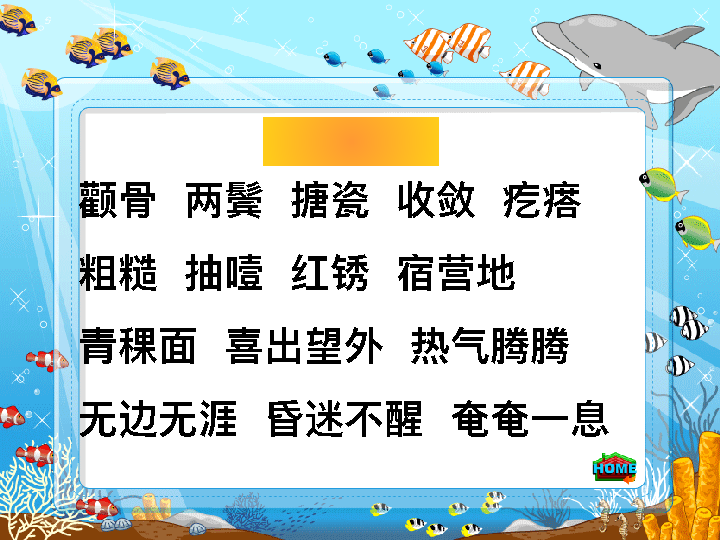 颧骨 两鬓 搪瓷 收敛 疙瘩
粗糙 抽噎 红锈 宿营地
青稞面 喜出望外 热气腾腾
无边无涯 昏迷不醒 奄奄一息
HOME